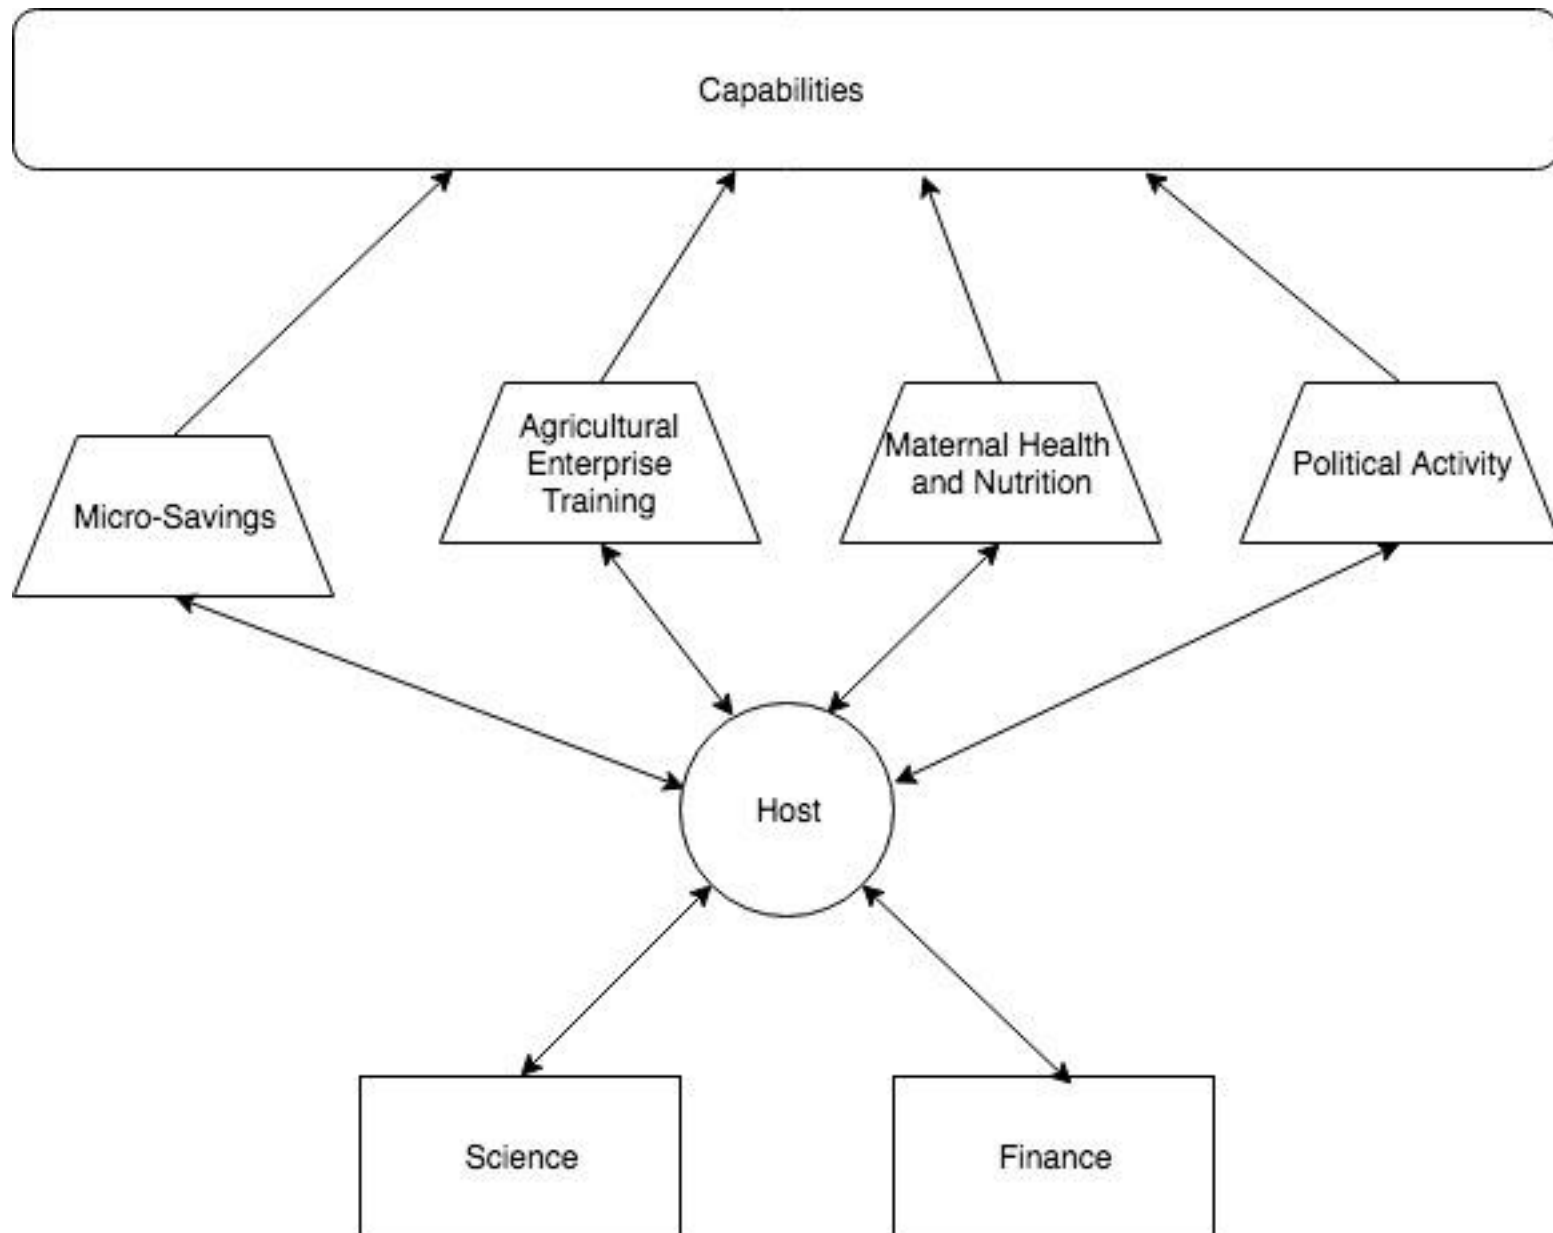 Capabilities
Agricultural
Enterprise
Training
Maternal Health
and Nutrition
Political Activity
Micro-Savings
Host
Science
Finance